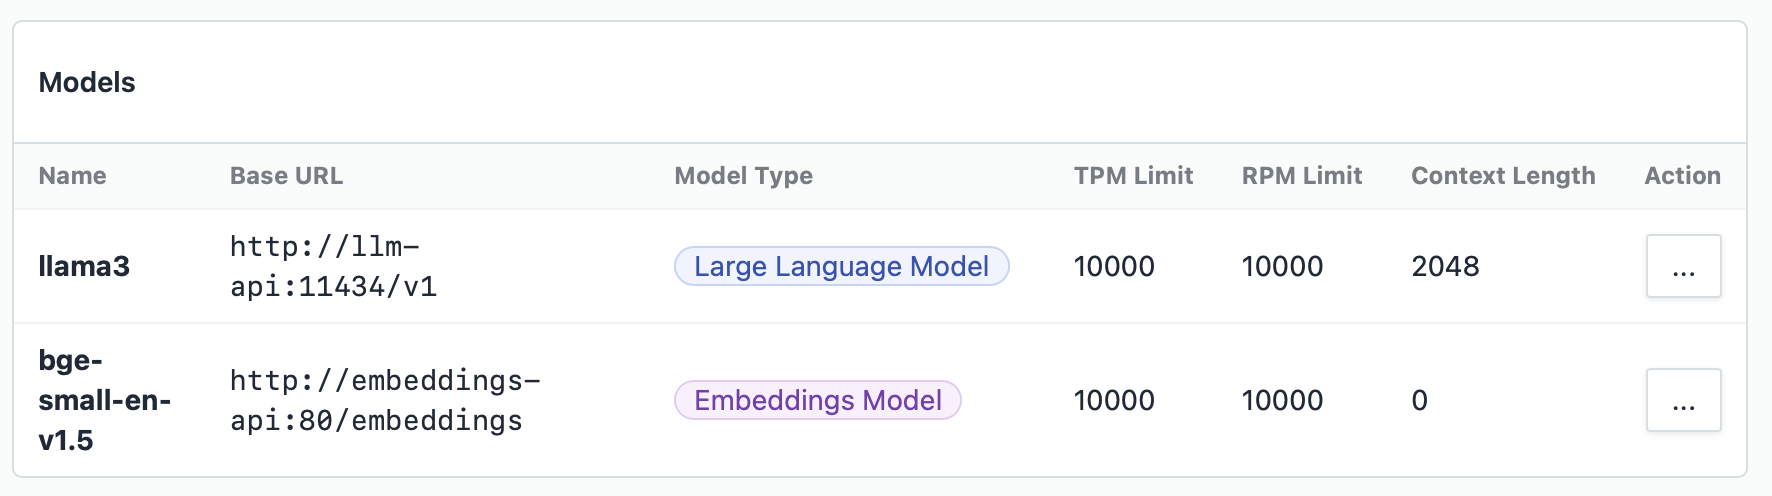 Models
Name Base URL Model Type TPM Limit RPM Limit Context Length Action
llama3 http://llm-
api:11434/v1 Large Language Model 10000 10000 2048 ...
bge-
small-en-
v1.5 http://embeddings-
api:80/embeddings Embeddings Model 10000 10000 0 ...